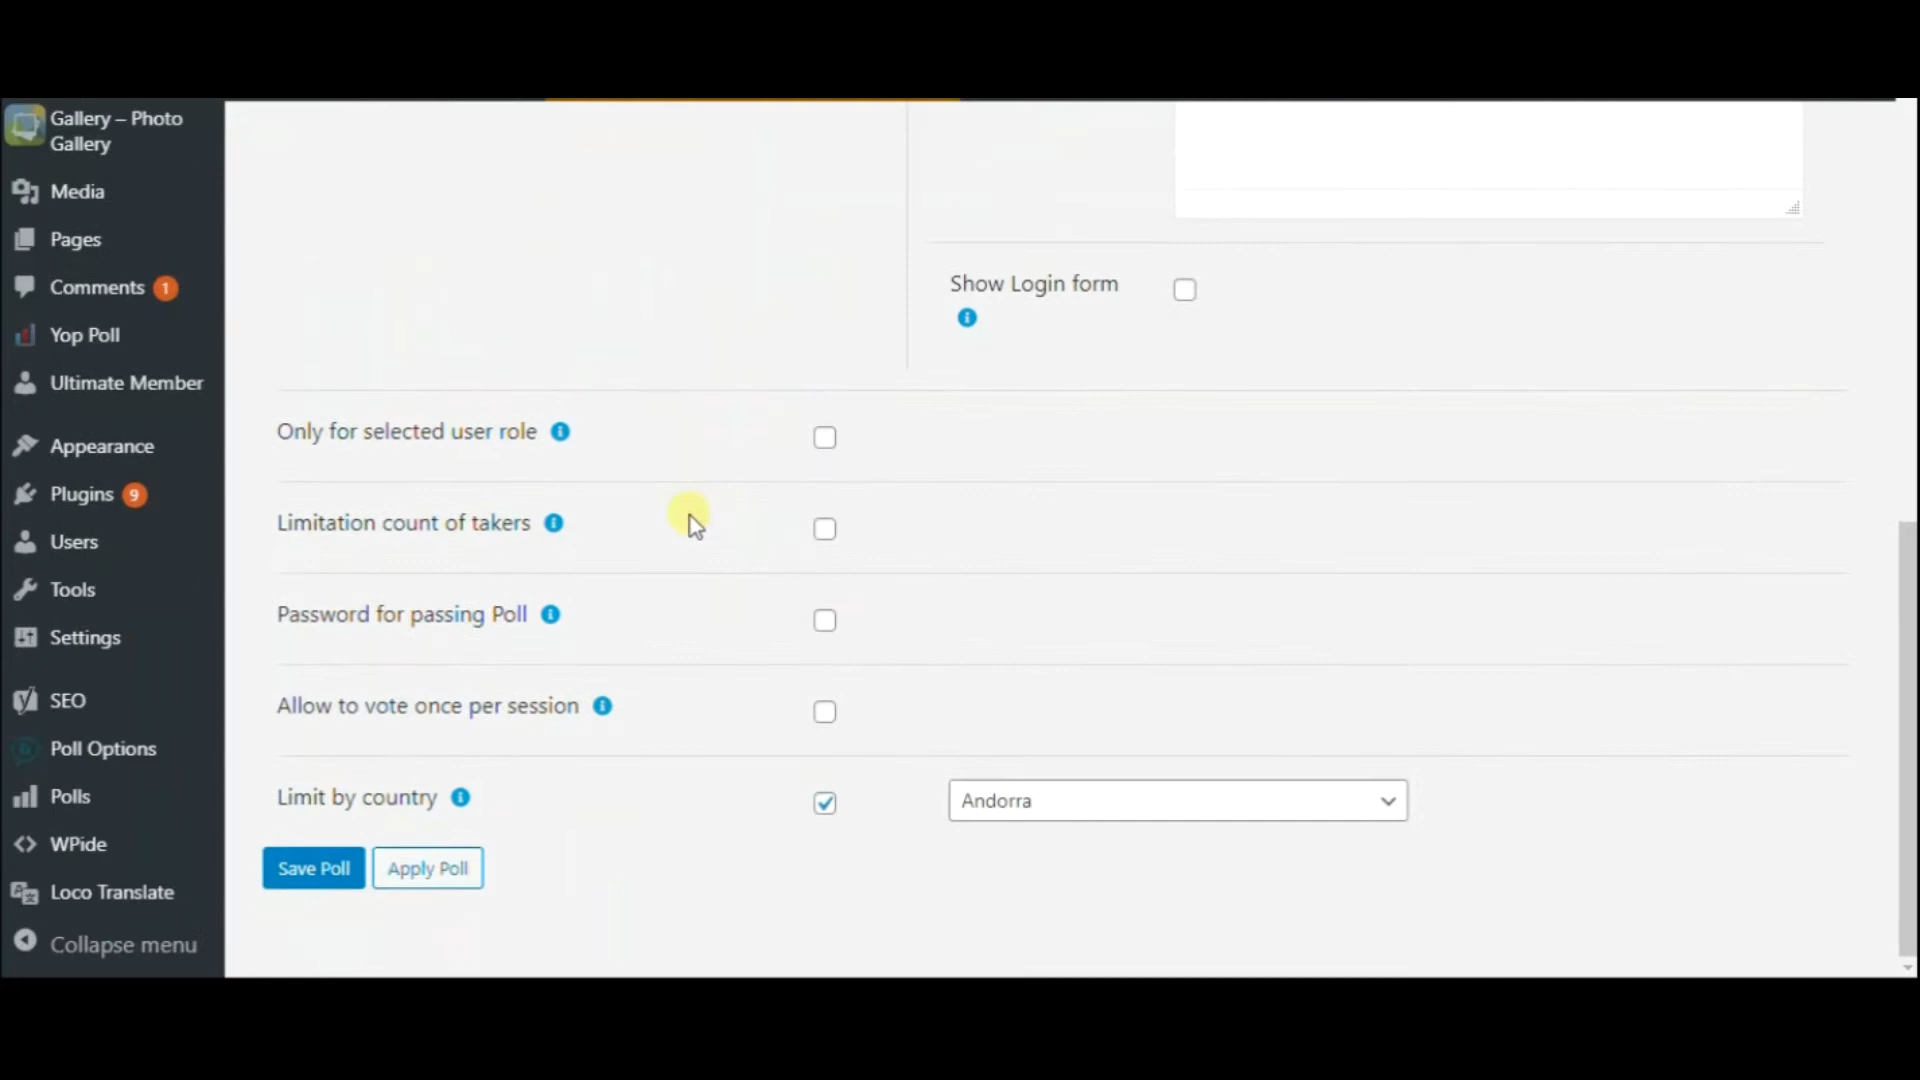 Gallery – Photo
Gallery
Media
Pages
Comments 1
Yop Poll
Ultimate Member
Appearance
Plugins 9
Users
Tools
Settings
SEO
Poll Options
Polls
WPide
Loco Translate
Collapse menu
Show Login form
Only for selected user role
Limitation count of takers
Password for passing Poll
Allow to vote once per session
Limit by country
Andorra
Save Poll
Apply Poll